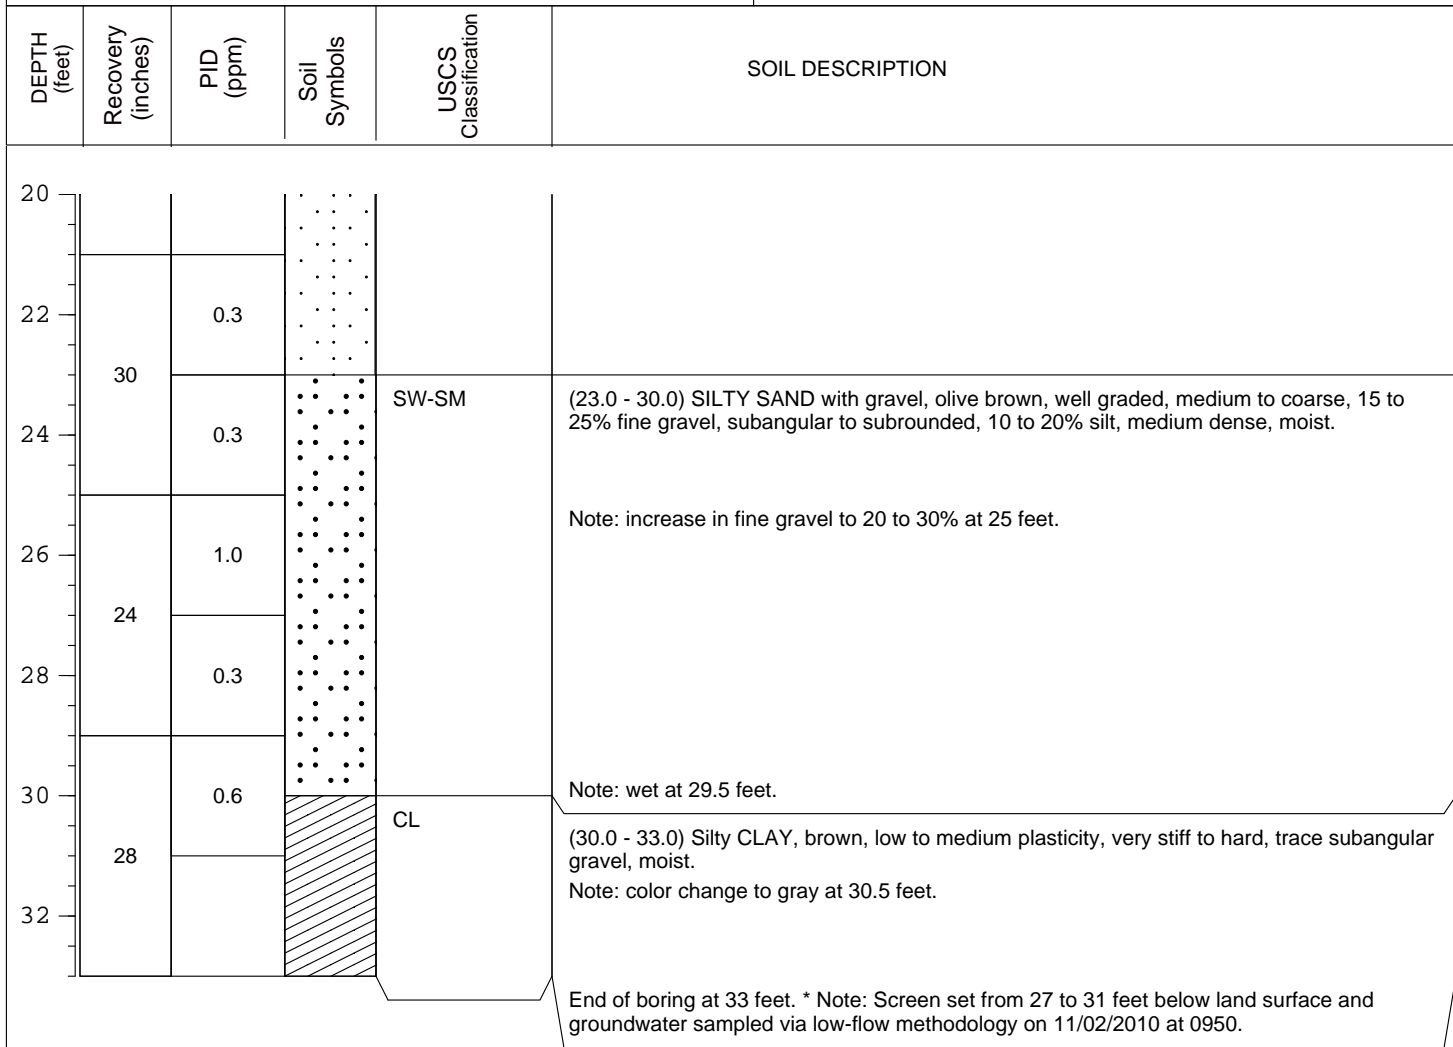 DEPTH
(feet)
Recovery
(inches)
PID
(ppm)
Soil
Symbols
USCS
Classification
SOIL DESCRIPTION
20
22
0.3
30
SW-SM
(23.0 - 30.0) SILTY SAND with gravel, olive brown, well graded, medium to coarse, 15 to
25% fine gravel, subangular to subrounded, 10 to 20% silt, medium dense, moist.
24
0.3
Note: increase in fine gravel to 20 to 30% at 25 feet.
26
1.0
24
28
0.3
Note: wet at 29.5 feet.
30
0.6
CL
(30.0 - 33.0) Silty CLAY, brown, low to medium plasticity, very stiff to hard, trace subangular
gravel, moist.
28
Note: color change to gray at 30.5 feet.
32
End of boring at 33 feet. * Note: Screen set from 27 to 31 feet below land surface and
groundwater sampled via low-flow methodology on 11/02/2010 at 0950.